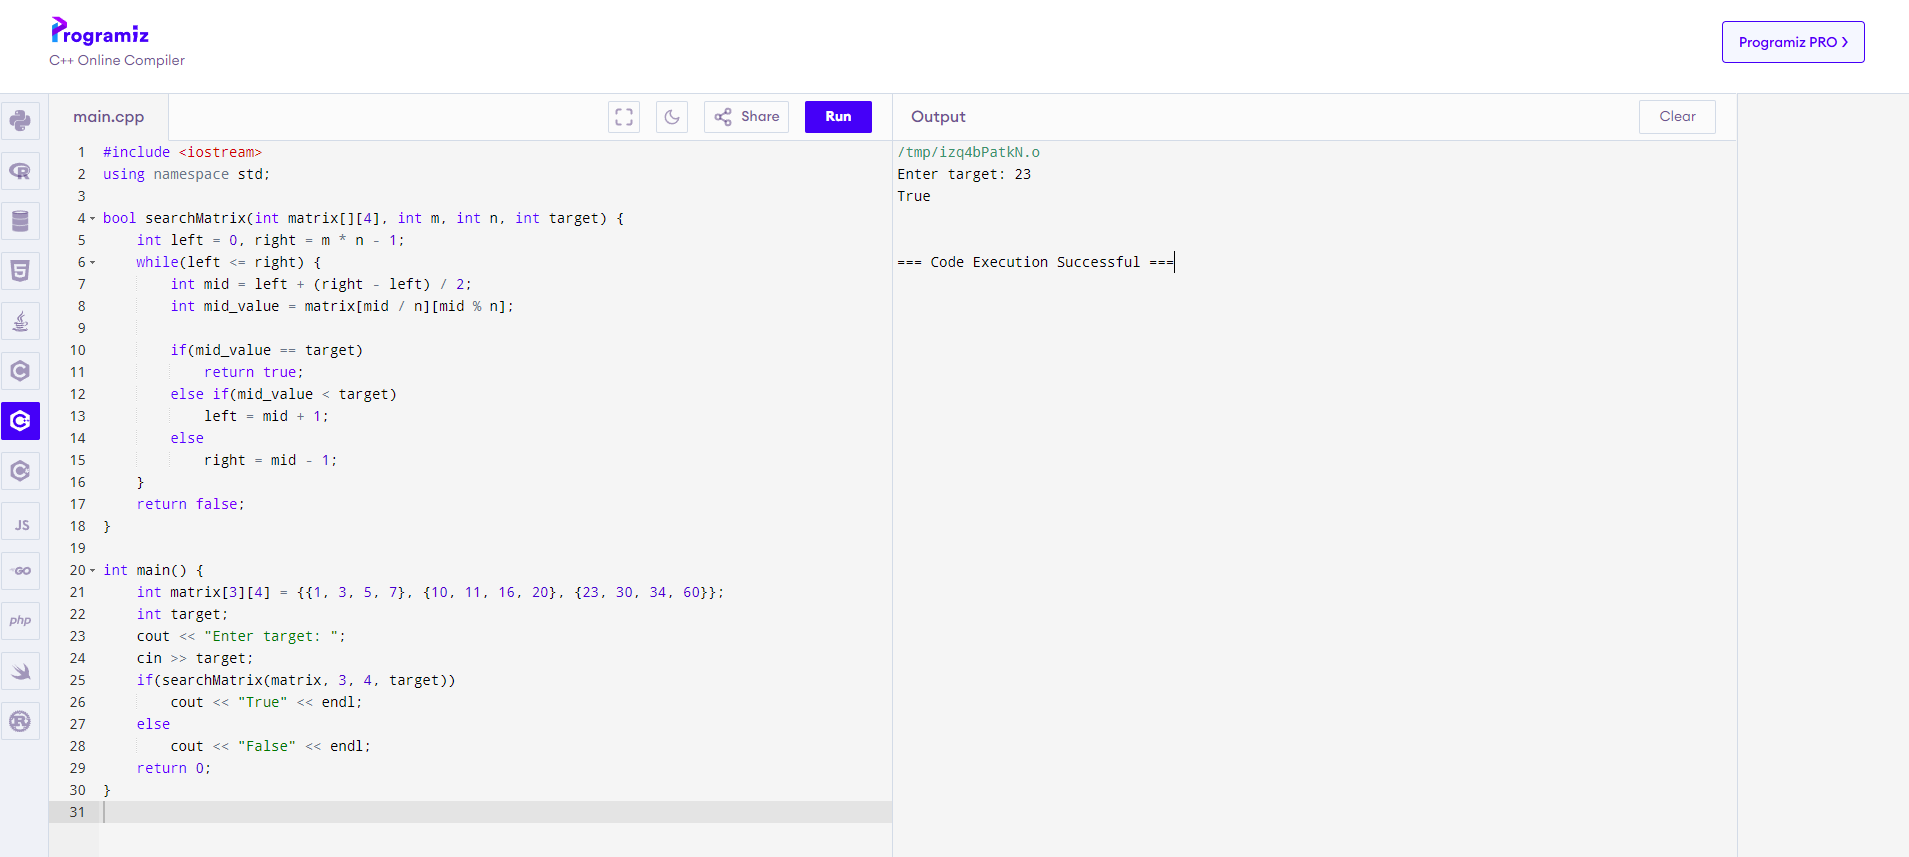 Programiz
C++ Online Compiler
Programiz PRO >
main.cpp
Share
Run
Output
Clear
1 #include <iostream>
2 using namespace std;
3
4 bool searchMatrix(int matrix[][4], int m, int n, int target) {
5     int left = 0, right = m * n - 1;
6     while(left <= right) {
7         int mid = left + (right - left) / 2;
8         int mid_value = matrix[mid / n][mid % n];
9
10         if(mid_value == target)
11             return true;
12         else if(mid_value < target)
13             left = mid + 1;
14         else
15             right = mid - 1;
16     }
17     return false;
18 }
19
20 int main() {
21     int matrix[3][4] = {{1, 3, 5, 7}, {10, 11, 16, 20}, {23, 30, 34, 60}};
22     int target;
23     cout << "Enter target: ";
24     cin >> target;
25     if(searchMatrix(matrix, 3, 4, target))
26         cout << "True" << endl;
27     else
28         cout << "False" << endl;
29     return 0;
30 }
31
/tmp/izq4bPatkN.o
Enter target: 23
True
=== Code Execution Successful ===
R
5
C
C
C
JS
GO
php
R